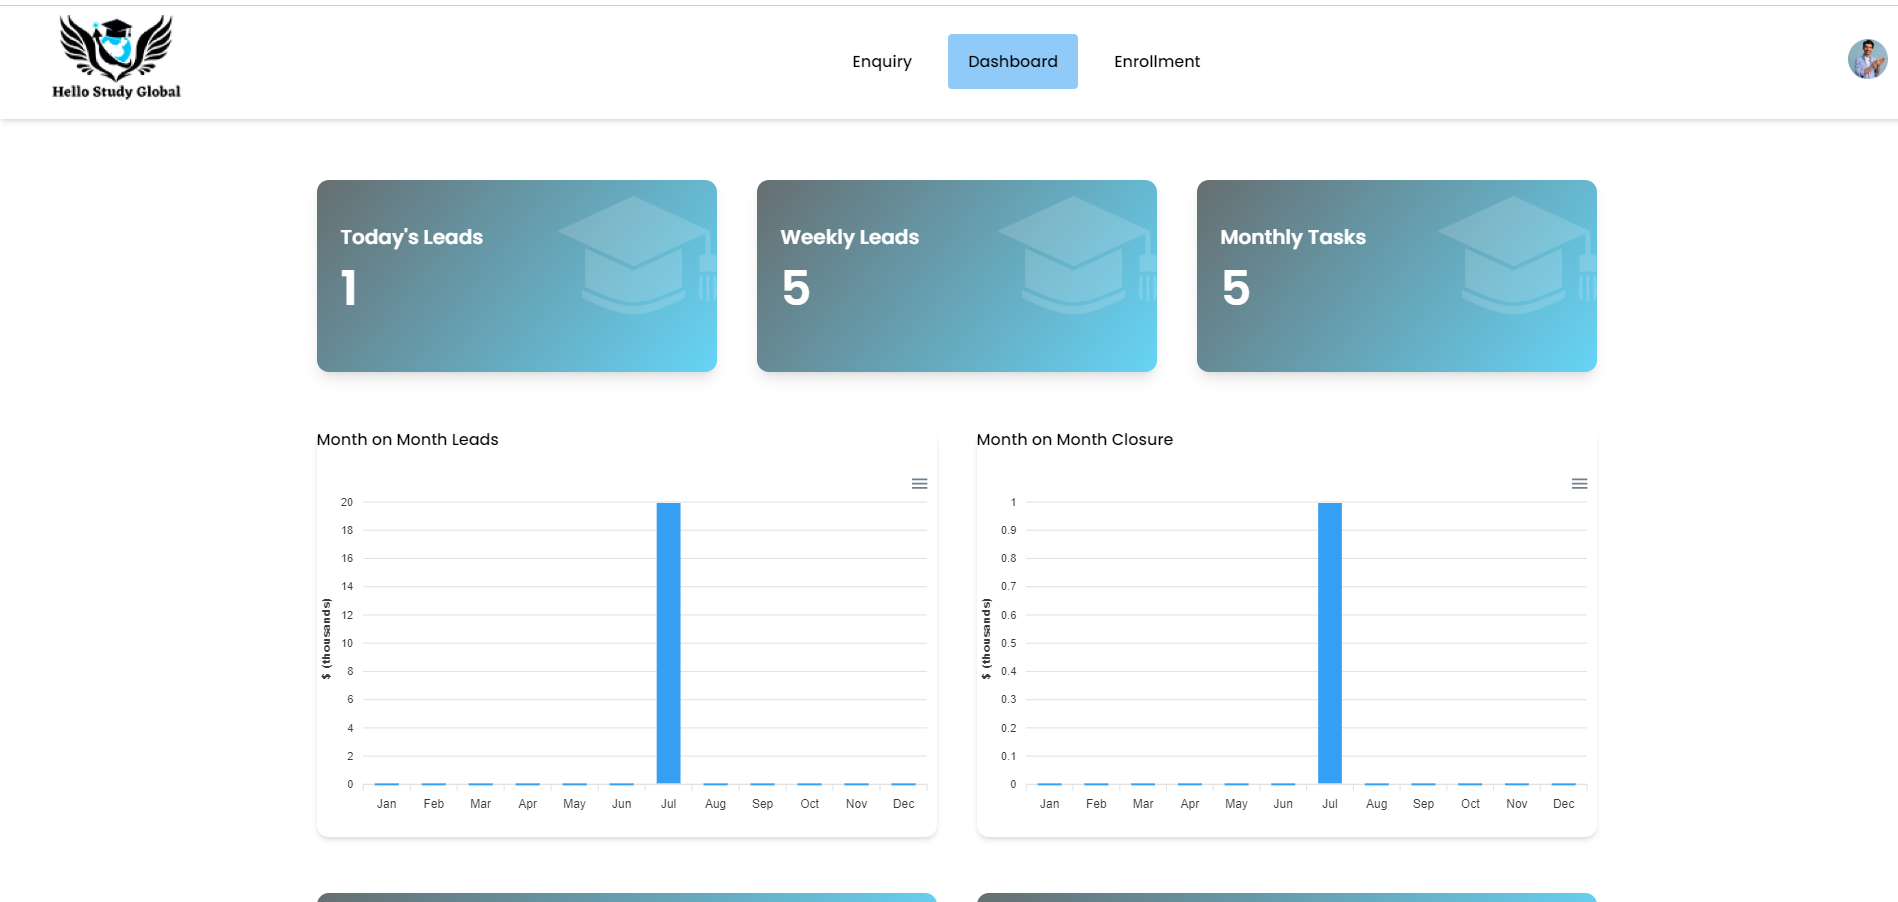 Hello Study Global
Enquiry
Dashboard
Enrollment
Today's Leads
1
Weekly Leads
5
Monthly Tasks
5
Month on Month Leads
20
18
16
14
12
10
8
6
4
2
0
$ (thousands)
Jan Feb Mar Apr May Jun Jul Aug Sep Oct Nov Dec
Month on Month Closure
1
0.9
0.8
0.7
0.6
0.5
0.4
0.3
0.2
0.1
0
$ (thousands)
Jan Feb Mar Apr May Jun Jul Aug Sep Oct Nov Dec